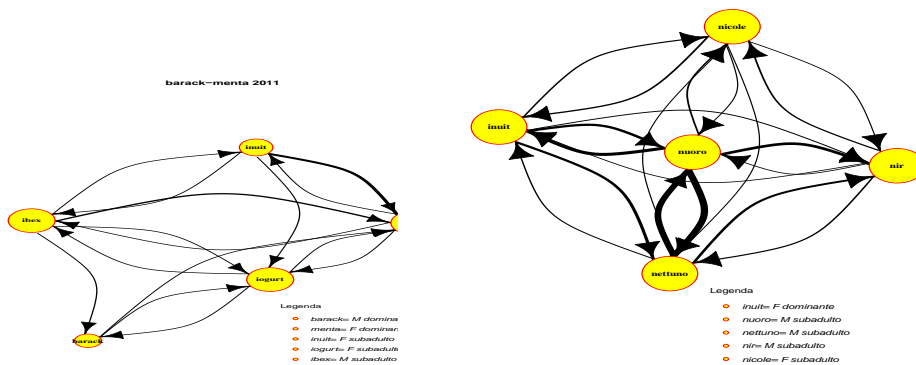 barack−menta 2011
inuit
ibex
iogurt
barack
Legenda
barack= M domina
menta= F dominan
inuit= F subadulto
iogurt= F subadulto
ibex= M subadulto
nicole
inuit
nuoro
nir
nettuno
Legenda
inuit= F dominante
nuoro= M subadulto
nettuno= M subadulto
nir= M subadulto
nicole= F subadulto